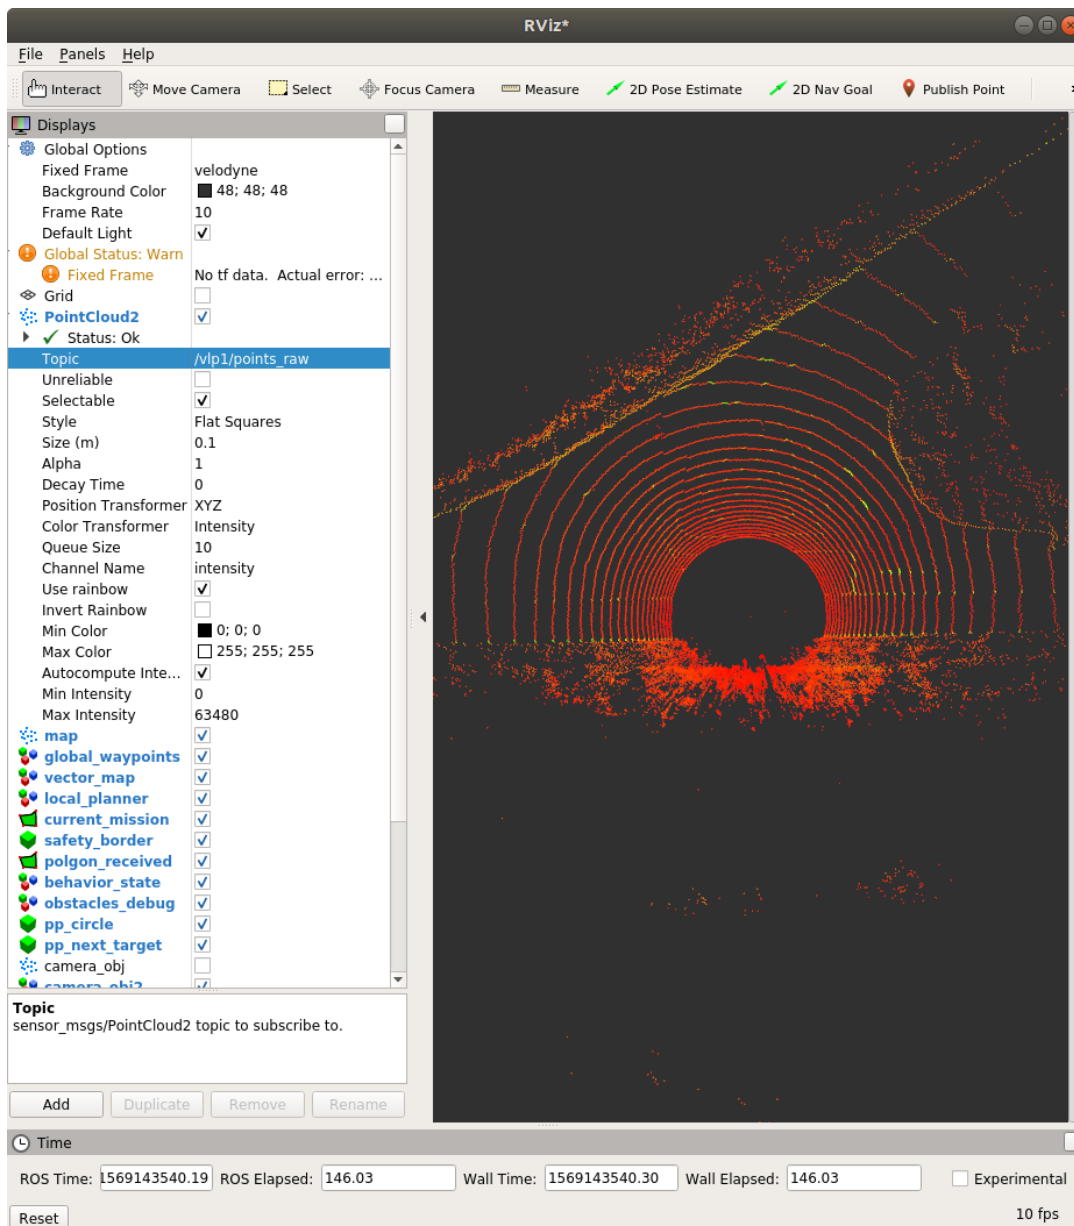 RViz*
File Panels Help
Interact Move Camera Select Focus Camera Measure 2D Pose Estimate 2D Nav Goal Publish Point
Displays
Global Options
Fixed Frame velodyne
Background Color 48; 48; 48
Frame Rate 10
Default Light
Global Status: Warn
Fixed Frame No tf data. Actual error: ...
Grid
PointCloud2
Status: Ok
Topic /vlp1/points_raw
Unreliable
Selectable
Style Flat Squares
Size (m) 0.1
Alpha 1
Decay Time 0
Position Transformer XYZ
Color Transformer Intensity
Queue Size 10
Channel Name intensity
Use rainbow
Invert Rainbow
Min Color 0; 0; 0
Max Color 255; 255; 255
Autocompute Inte...
Min Intensity 0
Max Intensity 63480
map
global_waypoints
vector_map
local_planner
current_mission
safety_border
polgon_received
behavior_state
obstacles_debug
pp_circle
pp_next_target
camera_obj
camera_obj2
Topic
sensor_msgs/PointCloud2 topic to subscribe to.
Add Duplicate Remove Rename
Time
ROS Time: 1569143540.19 ROS Elapsed: 146.03 Wall Time: 1569143540.30 Wall Elapsed: 146.03 Experimental
Reset 10 fps